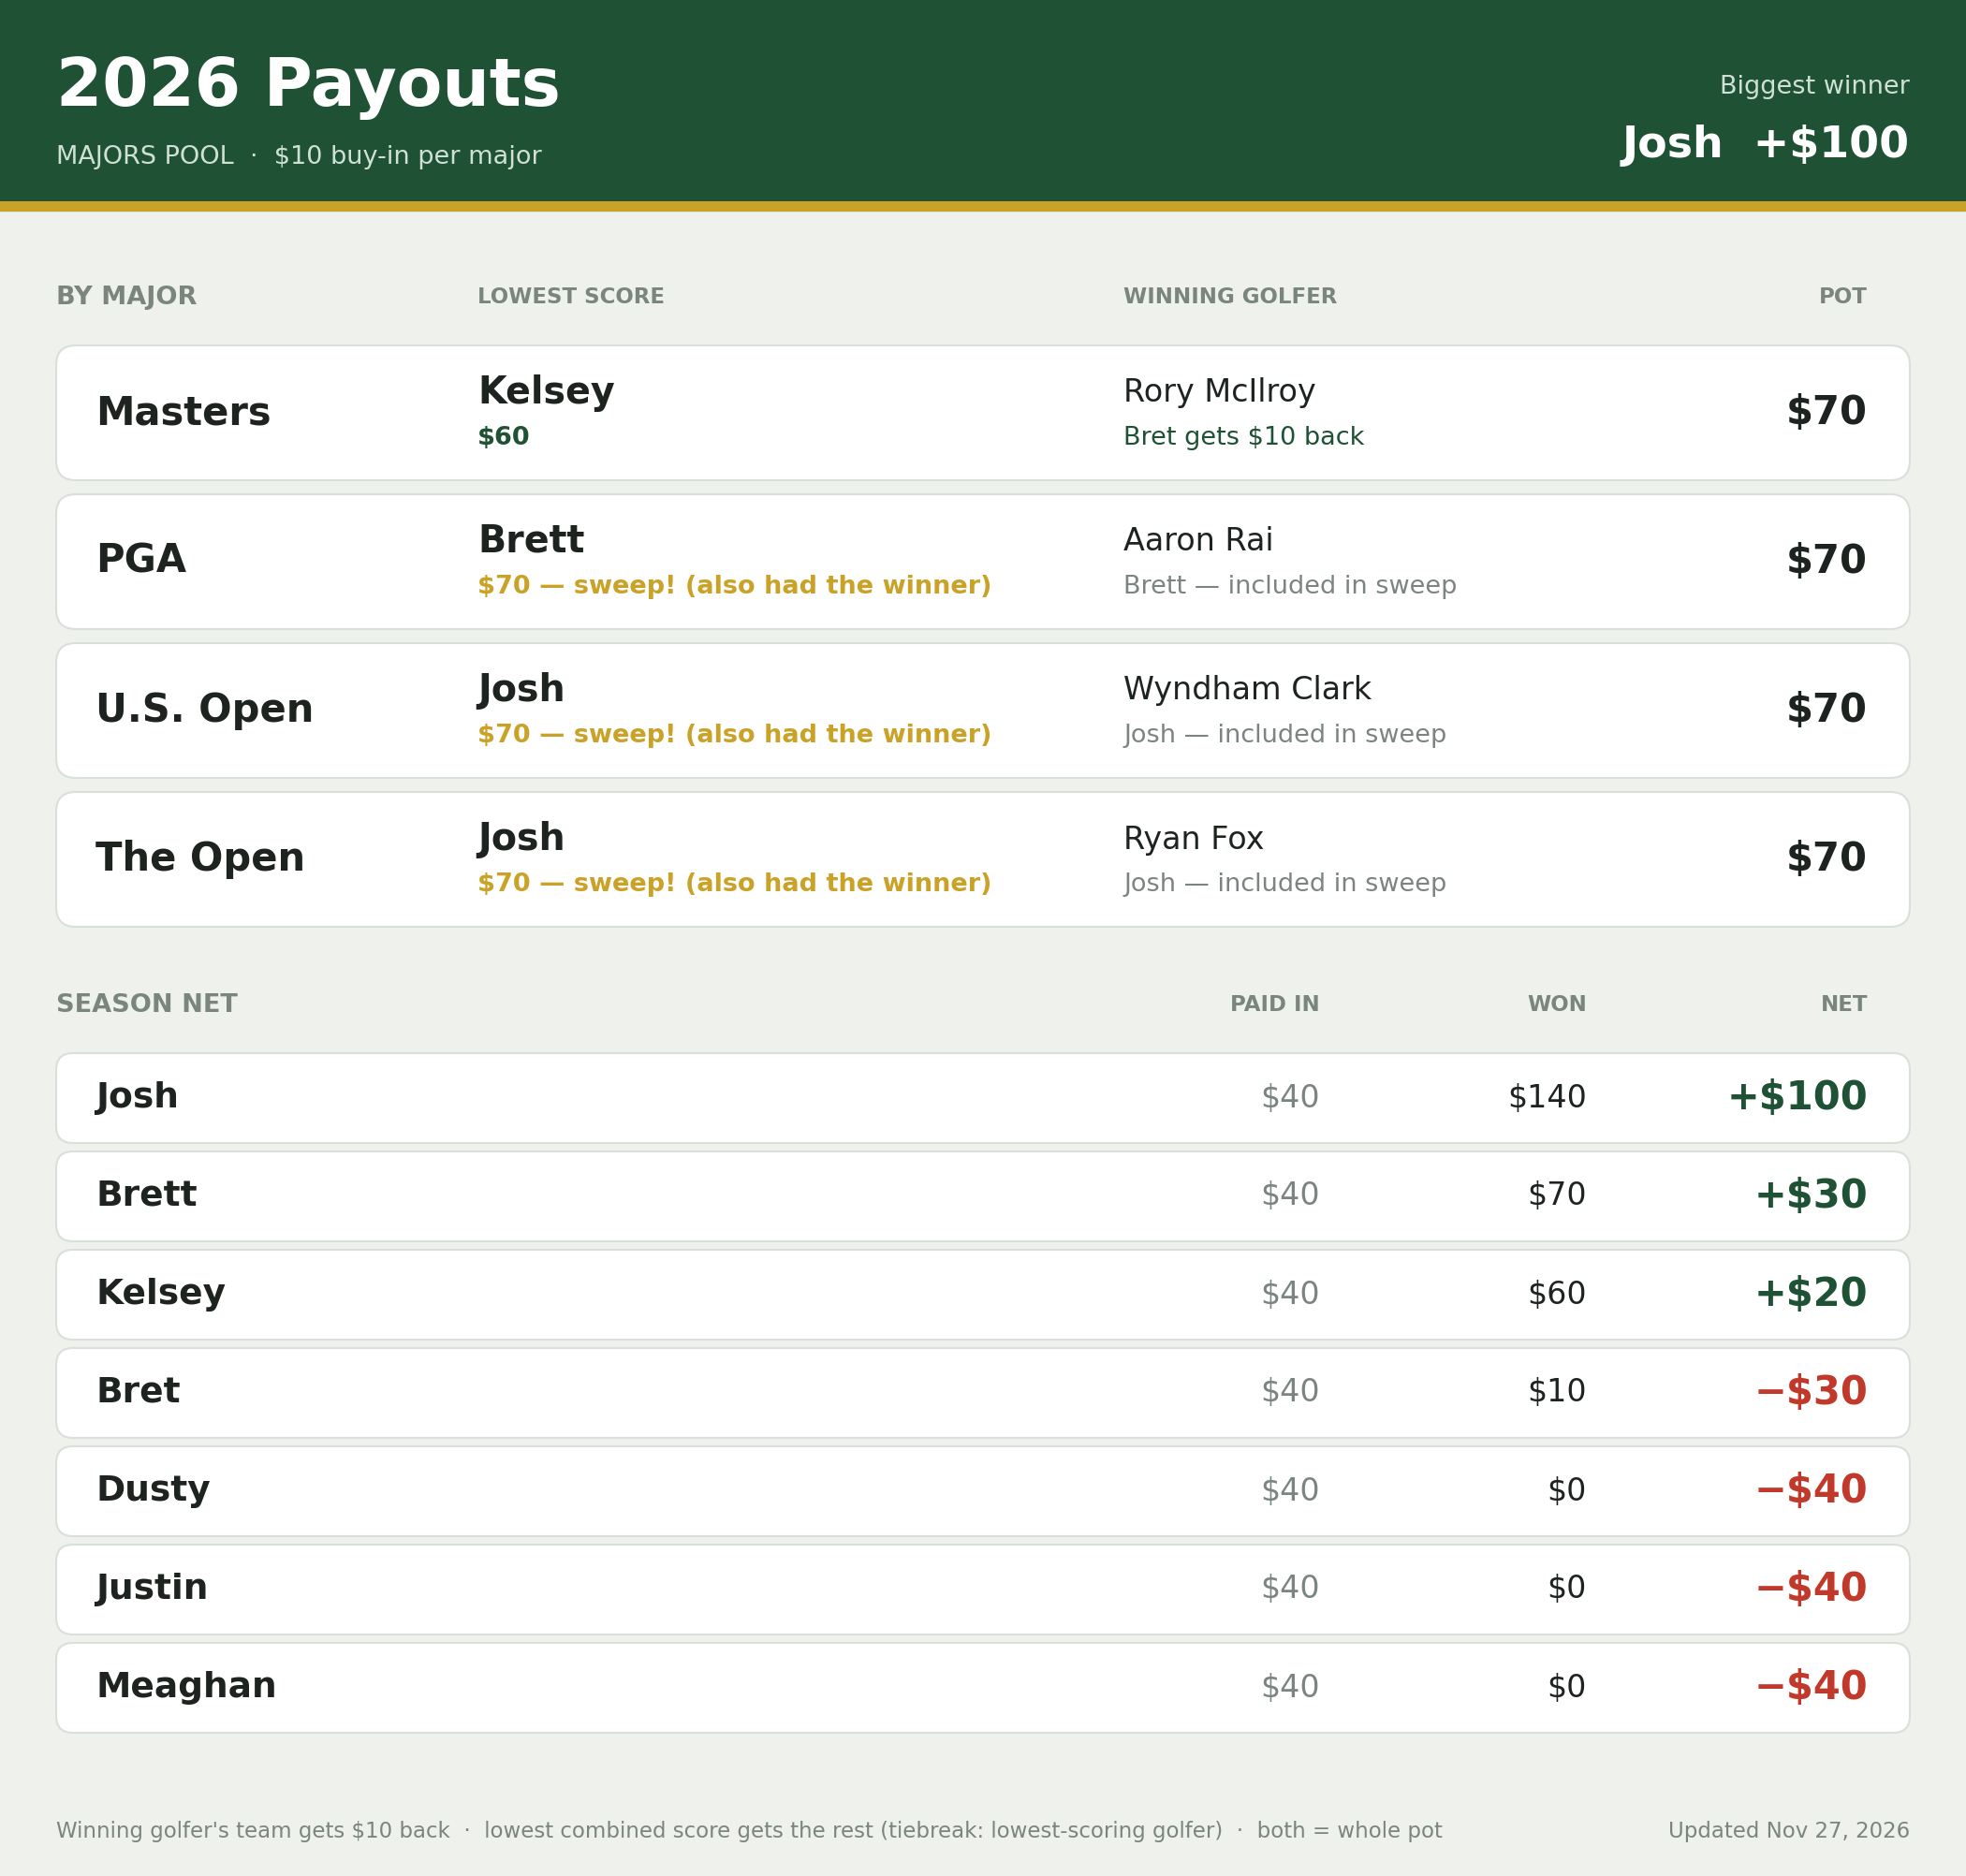 2026 Payouts
MAJORS POOL · $10 buy-in per major
Biggest winner
Josh +$100
BY MAJOR LOWEST SCORE WINNING GOLFER POT
Masters Kelsey Rory McIlroy $70
$60 Bret gets $10 back
PGA Brett Aaron Rai $70
$70 — sweep! (also had the winner) Brett — included in sweep
U.S. Open Josh Wyndham Clark $70
$70 — sweep! (also had the winner) Josh — included in sweep
The Open Josh Ryan Fox $70
$70 — sweep! (also had the winner) Josh — included in sweep
SEASON NET PAID IN WON NET
Josh $40 $140 +$100
Brett $40 $70 +$30
Kelsey $40 $60 +$20
Bret $40 $10 −$30
Dusty $40 $0 −$40
Justin $40 $0 −$40
Meaghan $40 $0 −$40
Winning golfer's team gets $10 back · lowest combined score gets the rest (tiebreak: lowest-scoring golfer) · both = whole pot Updated Nov 27, 2026